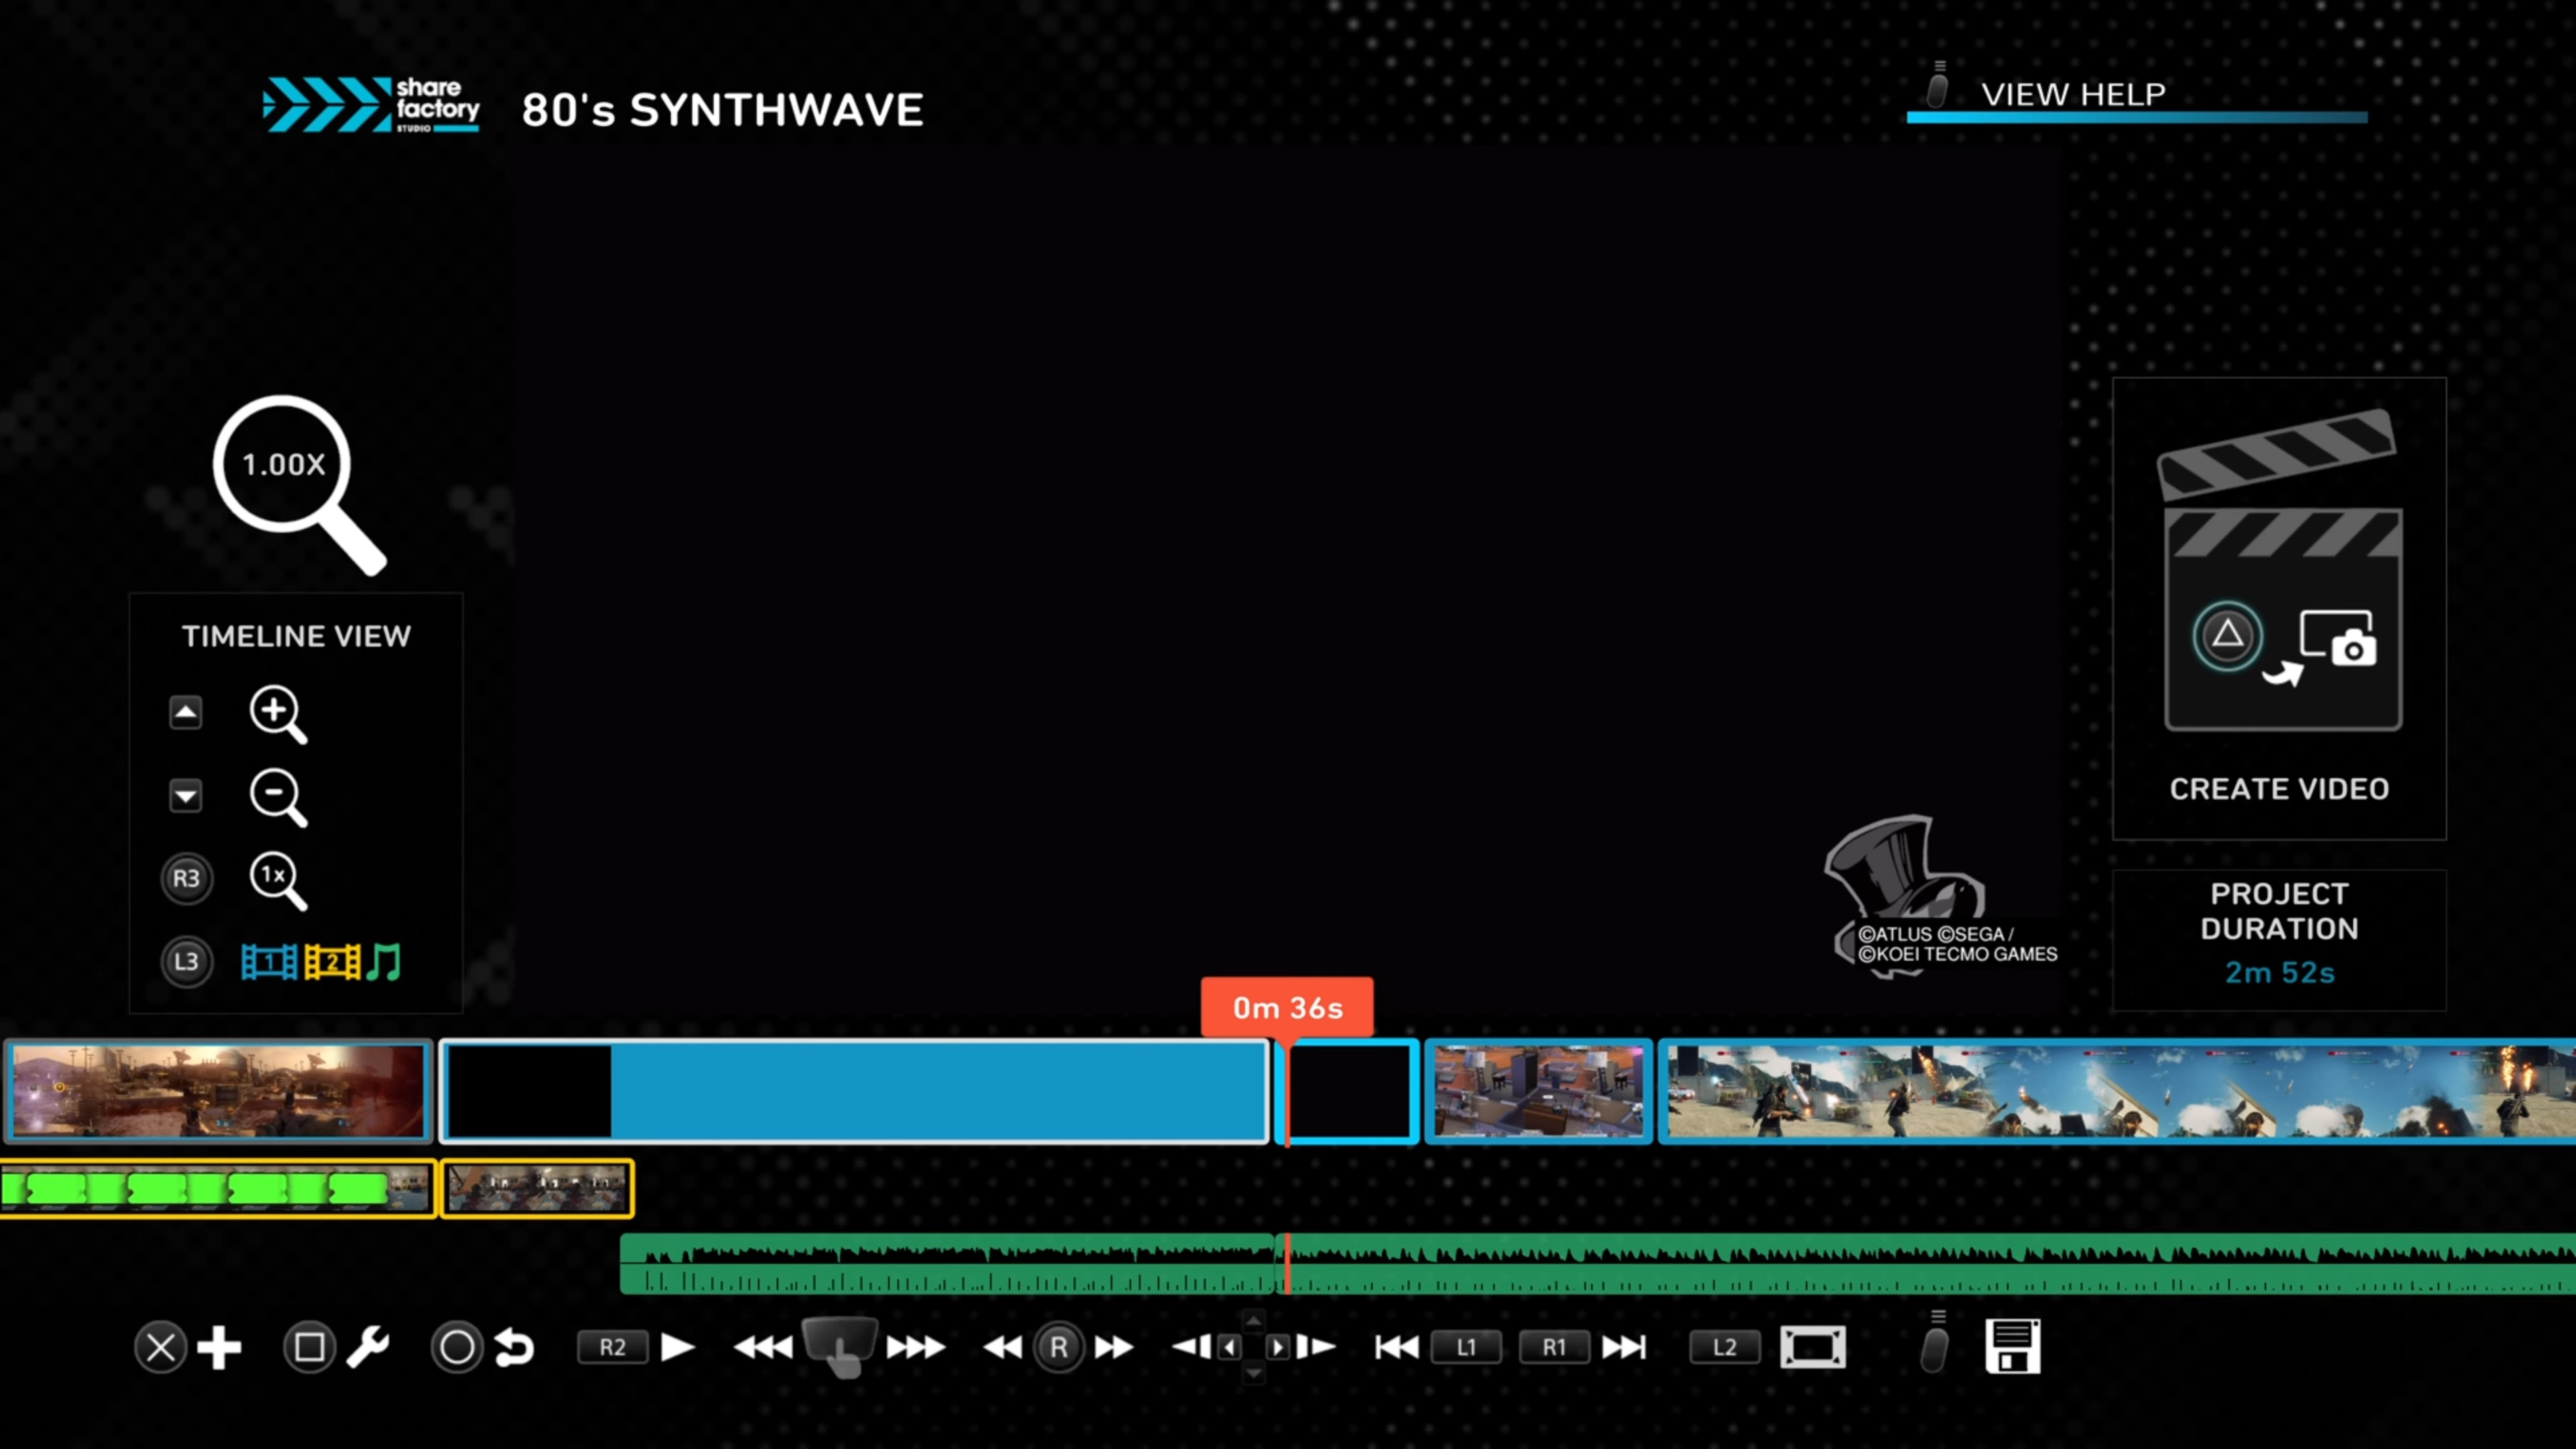 share
factory
STUDIO
80's SYNTHWAVE
VIEW HELP
1.00X
TIMELINE VIEW
R3
1x
L3
1
2
CREATE VIDEO
PROJECT
DURATION
2m 52s
©ATLUS ©SEGA /
©KOEI TECMO GAMES
0m 36s
R2
R
L1
R1
L2